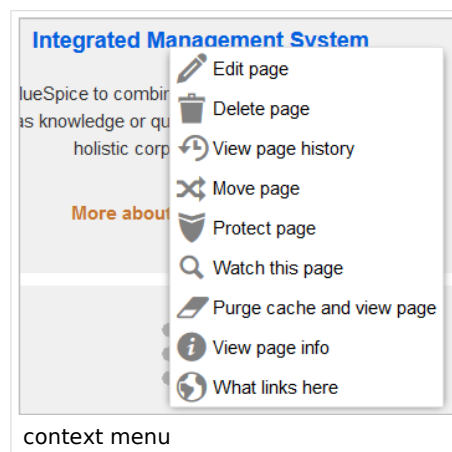 Integrated Management System
Edit page
Delete page
View page history
Move page
Protect page
Watch this page
Purge cache and view page
View page info
What links here
lueSpice to combin
as knowledge or qu
holistic corp
More about
context menu